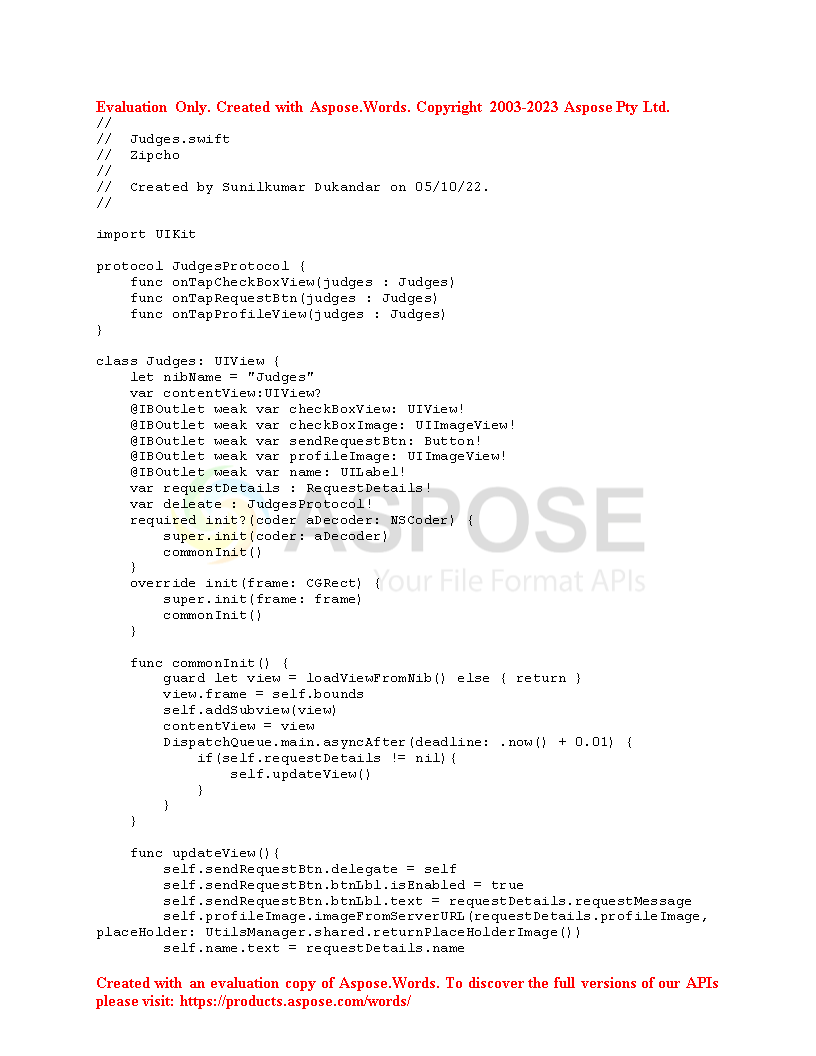 Evaluation Only. Created with Aspose.Words. Copyright 2003-2023 Aspose Pty Ltd.
//
//  Judges.swift
//  Zipcho
//
//  Created by Sunilkumar Dukandar on 05/10/22.
//

import UIKit

protocol JudgesProtocol {
    func onTapCheckBoxView(judges : Judges)
    func onTapRequestBtn(judges : Judges)
    func onTapProfileView(judges : Judges)
}

class Judges: UIView {
    let nibName = "Judges"
    var contentView:UIView?
    @IBOutlet weak var checkBoxView: UIView!
    @IBOutlet weak var checkBoxImage: UIImageView!
    @IBOutlet weak var sendRequestBtn: Button!
    @IBOutlet weak var profileImage: UIImageView!
    @IBOutlet weak var name: UILabel!
    var requestDetails : RequestDetails!
    var deleate : JudgesProtocol!
    required init?(coder aDecoder: NSCoder) {
        super.init(coder: aDecoder)
        commonInit()
    }
    override init(frame: CGRect) {
        super.init(frame: frame)
        commonInit()
    }

    func commonInit() {
        guard let view = loadViewFromNib() else { return }
        view.frame = self.bounds
        self.addSubview(view)
        contentView = view
        DispatchQueue.main.asyncAfter(deadline: .now() + 0.01) {
            if(self.requestDetails != nil){
                self.updateView()
            }
        }
    }

    func updateView(){
        self.sendRequestBtn.delegate = self
        self.sendRequestBtn.btnLbl.isEnabled = true
        self.sendRequestBtn.btnLbl.text = requestDetails.requestMessage
        self.profileImage.imageFromServerURL(requestDetails.profileImage,
placeHolder: UtilsManager.shared.returnPlaceHolderImage())
        self.name.text = requestDetails.name
ASPOSE
Your File Format APIs
Created with an evaluation copy of Aspose.Words. To discover the full versions of our APIs
please visit: https://products.aspose.com/words/